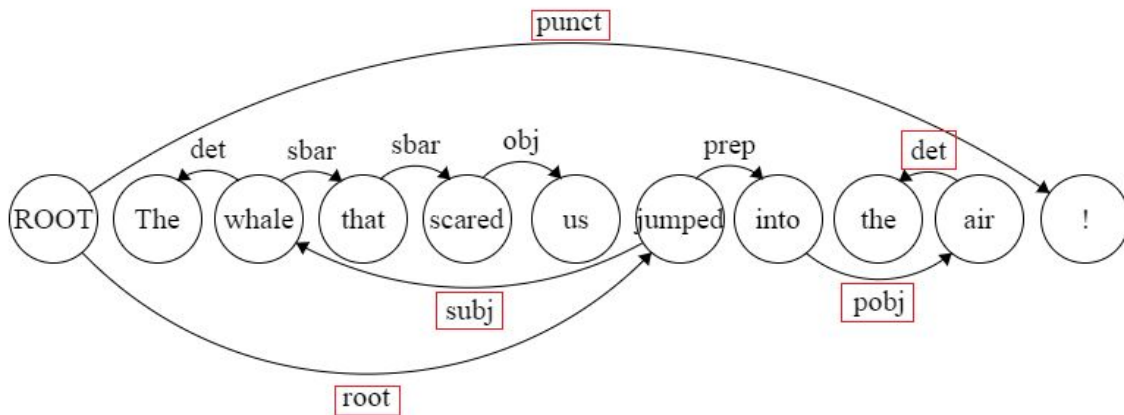 punct
det sbar sbar obj prep det
ROOT The whale that scared us jumped into the air !
subj pobj
root